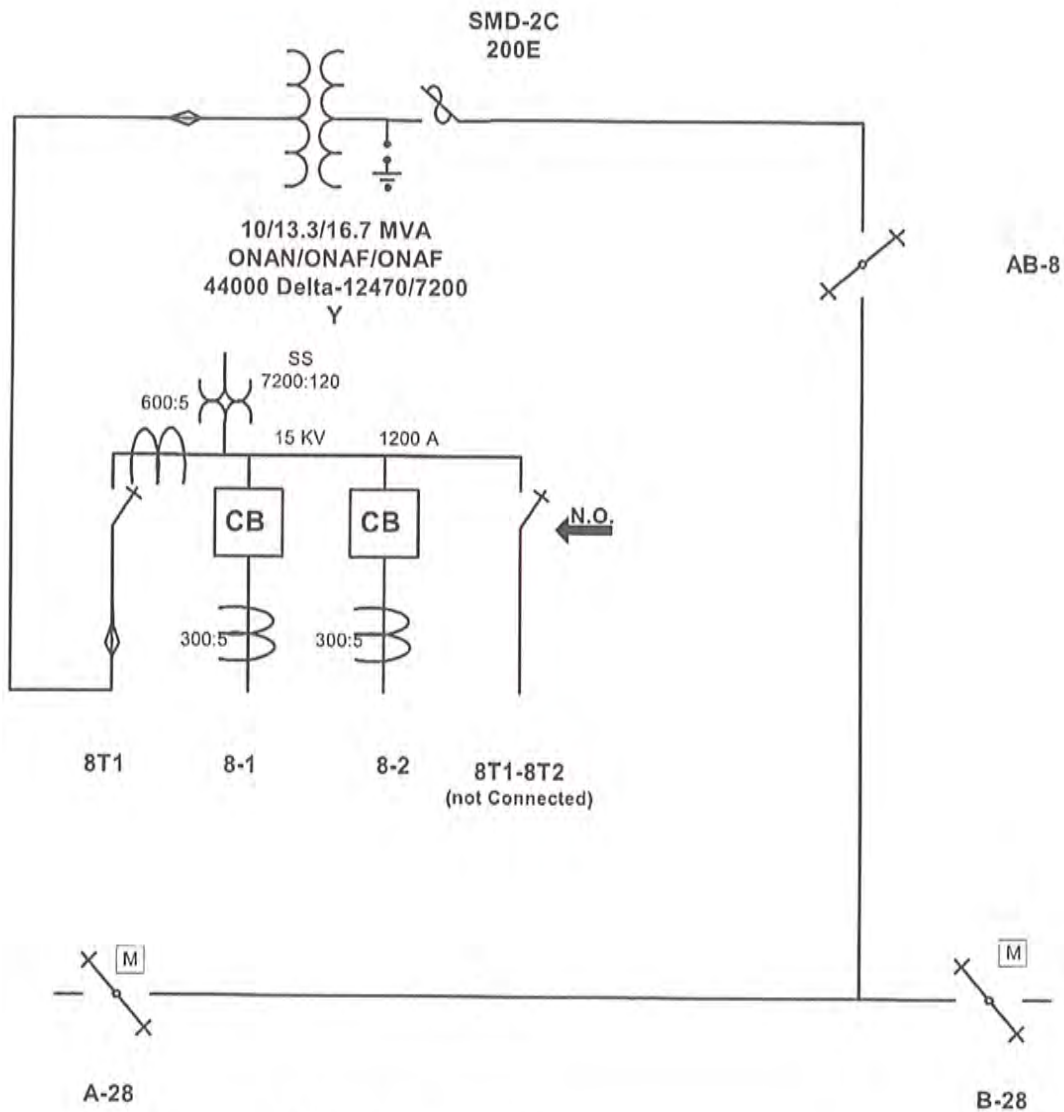 SMD-2C
200E
10/13.3/16.7 MVA
ONAN/ONAF/ONAF
44000 Delta-12470/7200
Y
AB-8
SS
7200:120
600:5
15 KV
1200 A
CB
CB
N.O.
300:5
300:5
8T1
8-1
8-2
8T1-8T2
(not Connected)
M
M
A-28
B-28